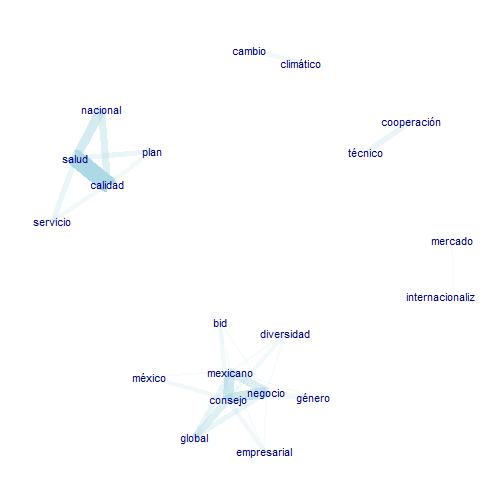 cambio
climático
nacional
cooperación
plan
técnico
salud
calidad
servicio
mercado
internacionaliz
bid
diversidad
mexicano
méxico
negocio
consejo
género
global
empresarial